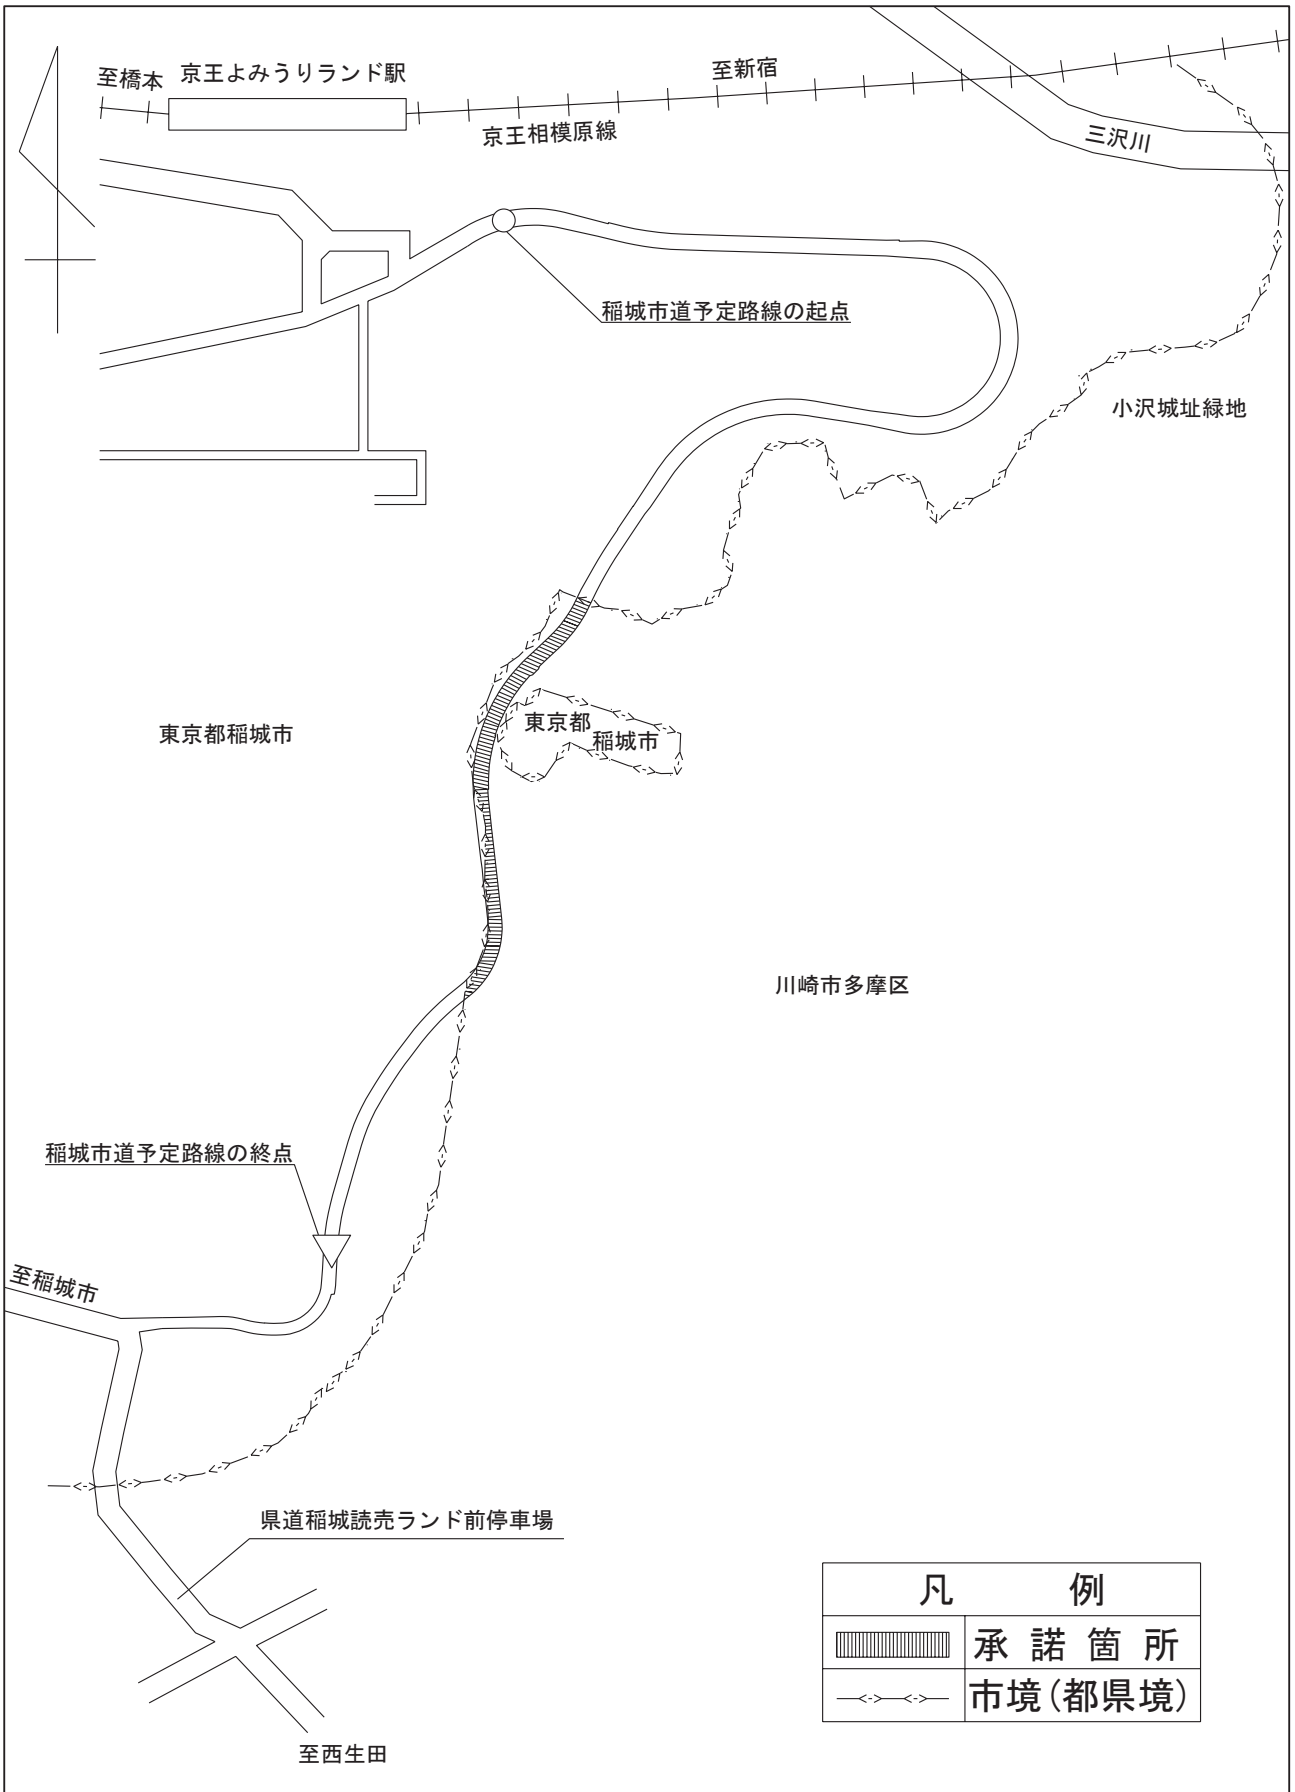 至橋本
京王よみうりランド駅
至新宿
京王相模原線
三沢川
稲城市道予定路線の起点
小沢城址緑地
東京都稲城市
東京都
稲城市
川崎市多摩区
稲城市道予定路線の終点
至稲城市
県道稲城読売ランド前停車場
至西生田
凡 例
承諾箇所
市境(都県境)